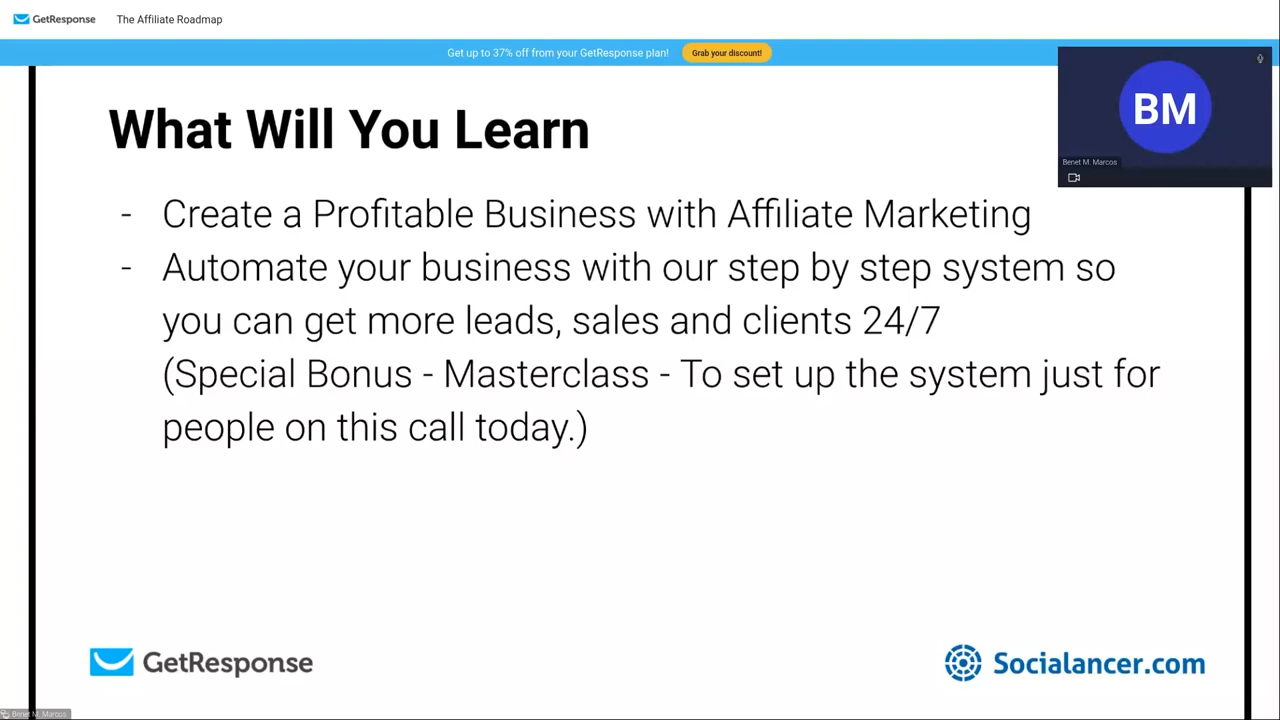 GetResponse The Affiliate Roadmap
Get up to 37% off from your GetResponse plan! Grab your discount!
BM
Benet M. Marcos
What Will You Learn
- Create a Profitable Business with Affiliate Marketing
- Automate your business with our step by step system so
you can get more leads, sales and clients 24/7
(Special Bonus - Masterclass - To set up the system just for
people on this call today.)
GetResponse
Socialancer.com
Benet M. Marcos